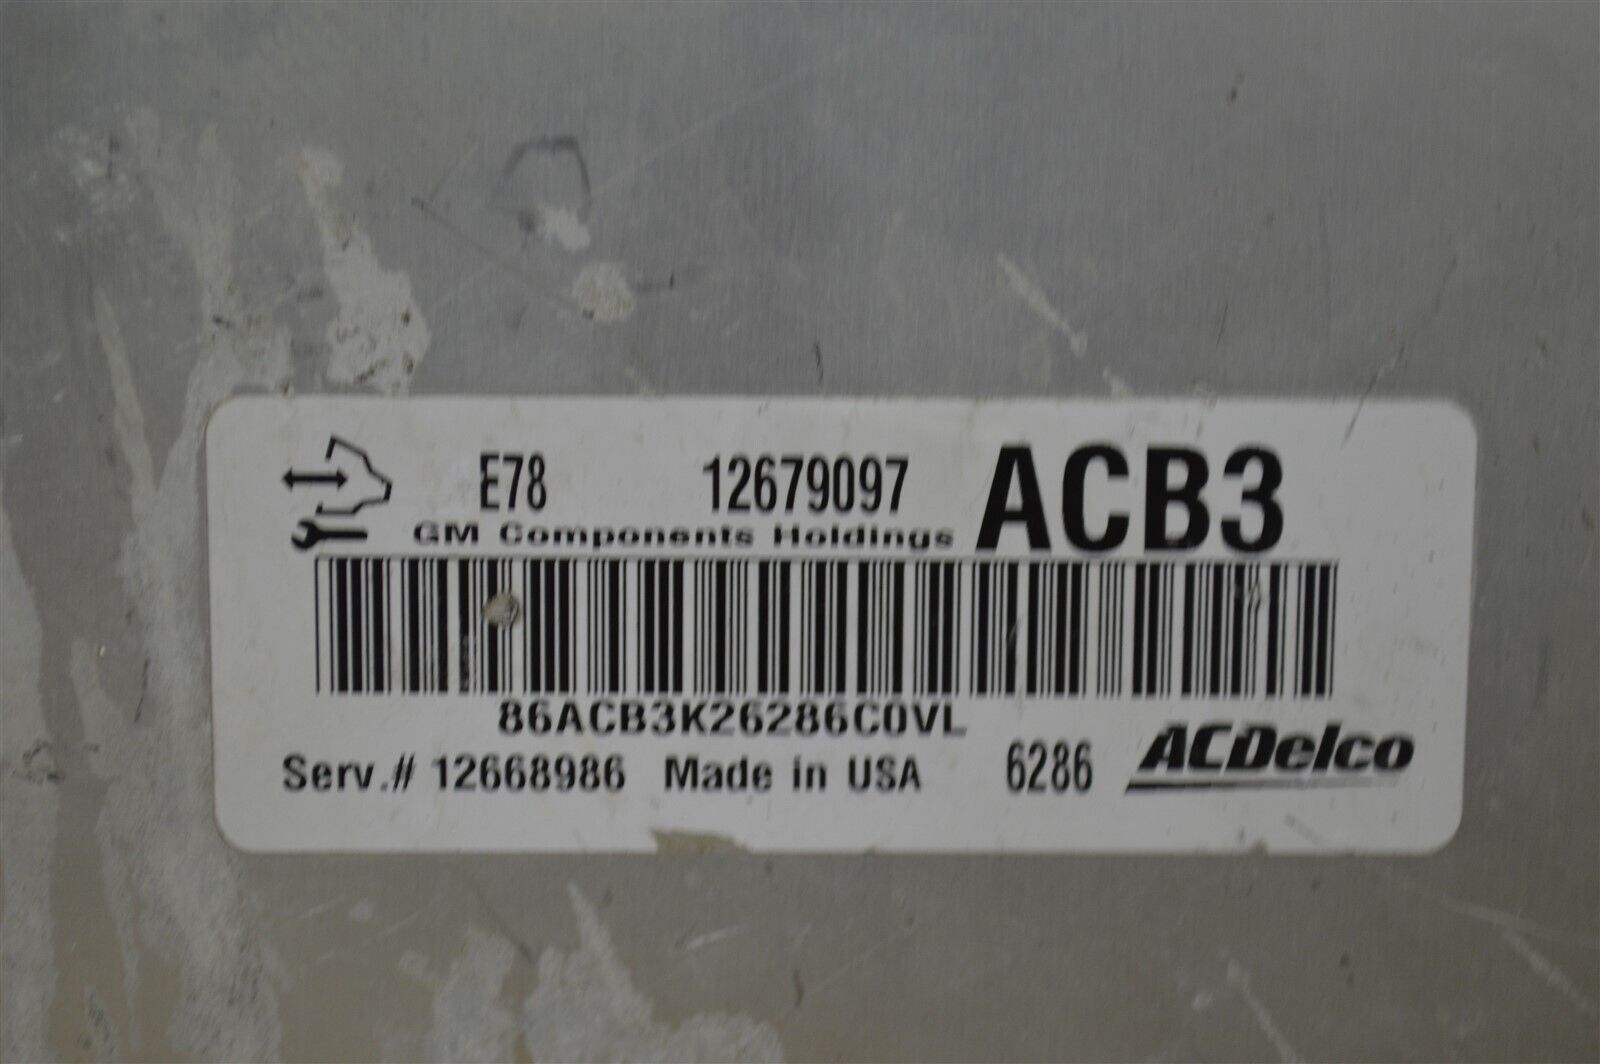 E78 12679097 ACB3
GM Components Holdings
86ACB3K26286C0VL
Serv.# 12668986 Made in USA 6286 ACDelco